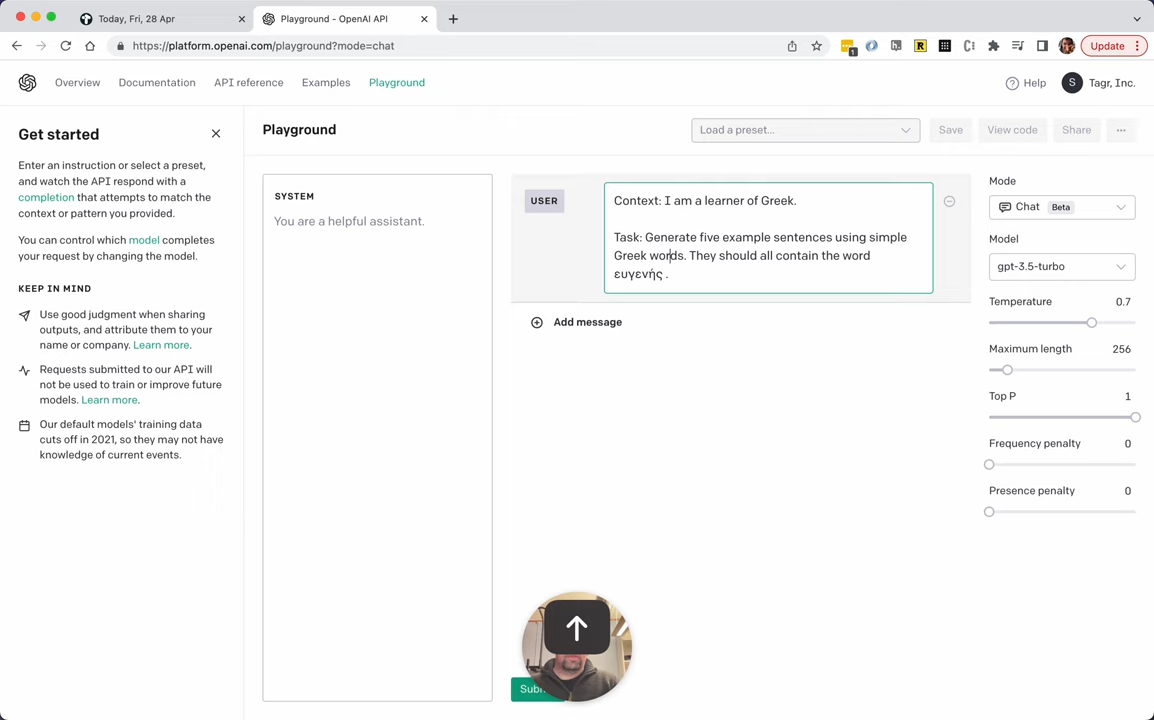 Today, Fri, 28 Apr
Playground - OpenAI API
https://platform.openai.com/playground?mode=chat
1
R
Update
Overview
Documentation
API reference
Examples
Playground
Help
S
Tagr, Inc.
Get started
Enter an instruction or select a preset,
and watch the API respond with a
completion that attempts to match the
context or pattern you provided.
You can control which model completes
your request by changing the model.
KEEP IN MIND
Use good judgment when sharing
outputs, and attribute them to your
name or company. Learn more.
Requests submitted to our API will
not be used to train or improve future
models. Learn more.
Our default models' training data
cuts off in 2021, so they may not have
knowledge of current events.
Playground
Load a preset...
Save
View code
Share
...
SYSTEM
You are a helpful assistant.
USER
Context: I am a learner of Greek.
Task: Generate five example sentences using simple
Greek words. They should all contain the word
ευγενής .
Add message
Mode
Chat
Beta
Model
gpt-3.5-turbo
Temperature
0.7
Maximum length
256
Top P
1
Frequency penalty
0
Presence penalty
0